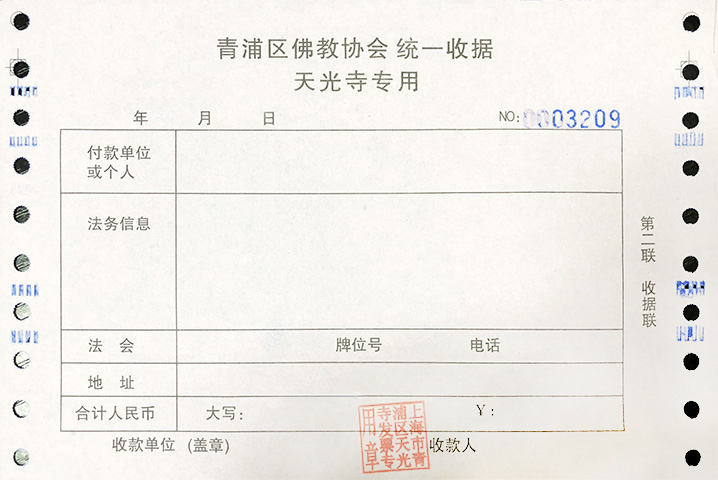 青浦区佛教协会 统一收据
天光寺专用
年 月 日 NO: 0003209
付款单位
或个人
法务信息
法 会 牌位号 电话
地 址
合计人民币 大写: Y:
收款单位 (盖章) 收款人
第二联 收据联
上海市青
浦区天光
寺发票专
用章